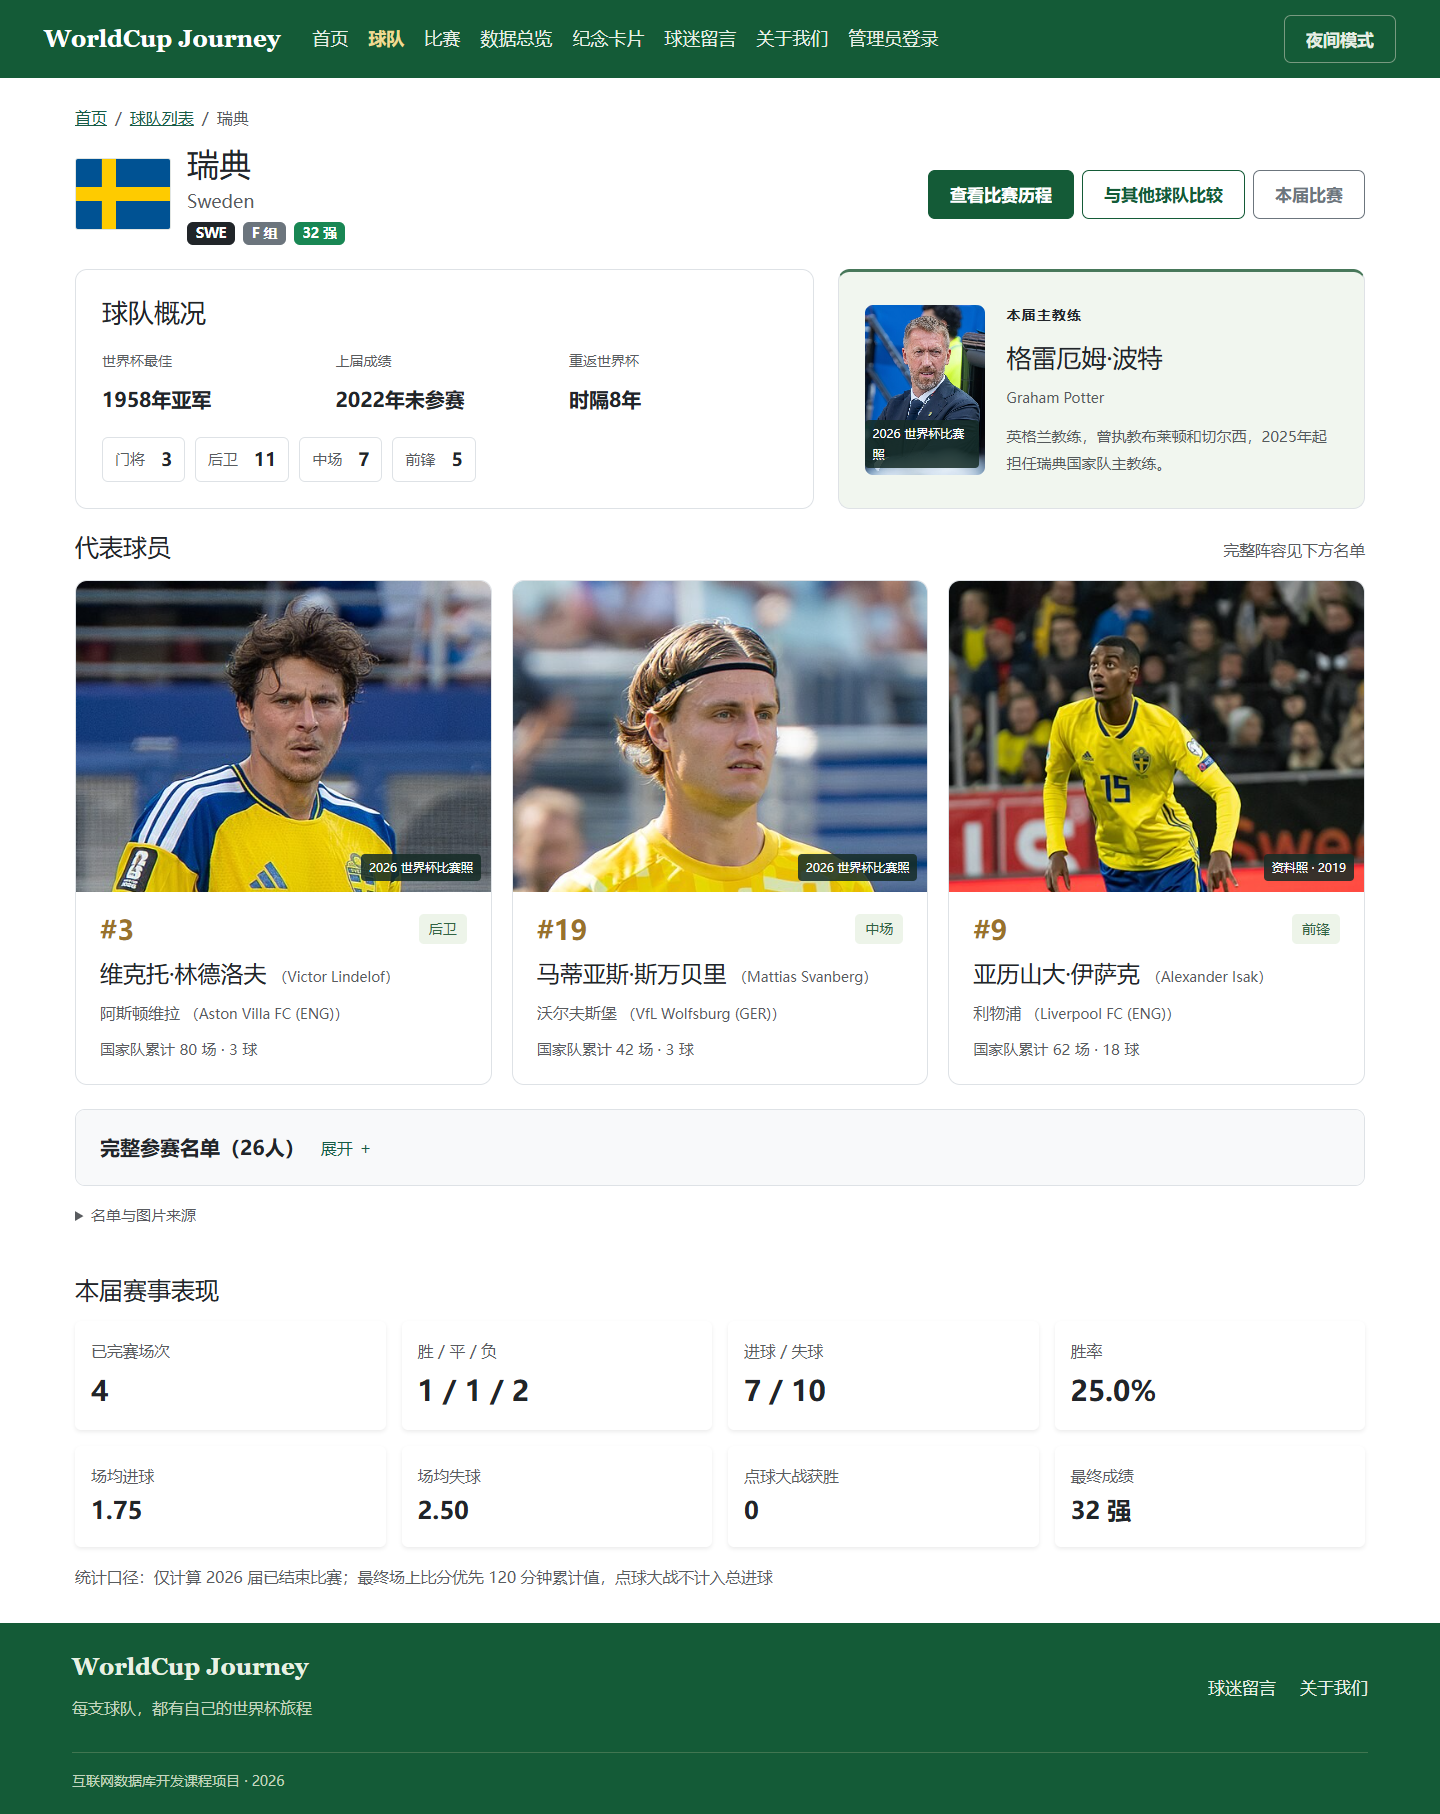 WorldCup Journey 首页 球队 比赛 数据总览 纪念卡片 球迷留言 关于我们 管理员登录 夜间模式
首页 / 球队列表 / 瑞典
瑞典
Sweden
SWE F 组 32 强
查看比赛历程 与其他球队比较 本届比赛
球队概况
世界杯最佳 上届成绩 重返世界杯
1958年亚军 2022年未参赛 时隔8年
门将 3 后卫 11 中场 7 前锋 5
2026 世界杯比赛
照
本届主教练
格雷厄姆·波特
Graham Potter
英格兰教练，曾执教布莱顿和切尔西，2025年起
担任瑞典国家队主教练。
代表球员 完整阵容见下方名单
2026 世界杯比赛照
#3 后卫
维克托·林德洛夫 （Victor Lindelof）
阿斯顿维拉 （Aston Villa FC (ENG)）
国家队累计 80 场 · 3 球
2026 世界杯比赛照
#19 中场
马蒂亚斯·斯万贝里 （Mattias Svanberg）
沃尔夫斯堡 （VfL Wolfsburg (GER)）
国家队累计 42 场 · 3 球
15
资料照 · 2019
#9 前锋
亚历山大·伊萨克 （Alexander Isak）
利物浦 （Liverpool FC (ENG)）
国家队累计 62 场 · 18 球
完整参赛名单（26人） 展开 +
▶ 名单与图片来源
本届赛事表现
已完赛场次 胜 / 平 / 负 进球 / 失球 胜率
4 1 / 1 / 2 7 / 10 25.0%
场均进球 场均失球 点球大战获胜 最终成绩
1.75 2.50 0 32 强
统计口径：仅计算 2026 届已结束比赛；最终场上比分优先 120 分钟累计值，点球大战不计入总进球
WorldCup Journey
每支球队，都有自己的世界杯旅程
球迷留言 关于我们
互联网数据库开发课程项目 · 2026